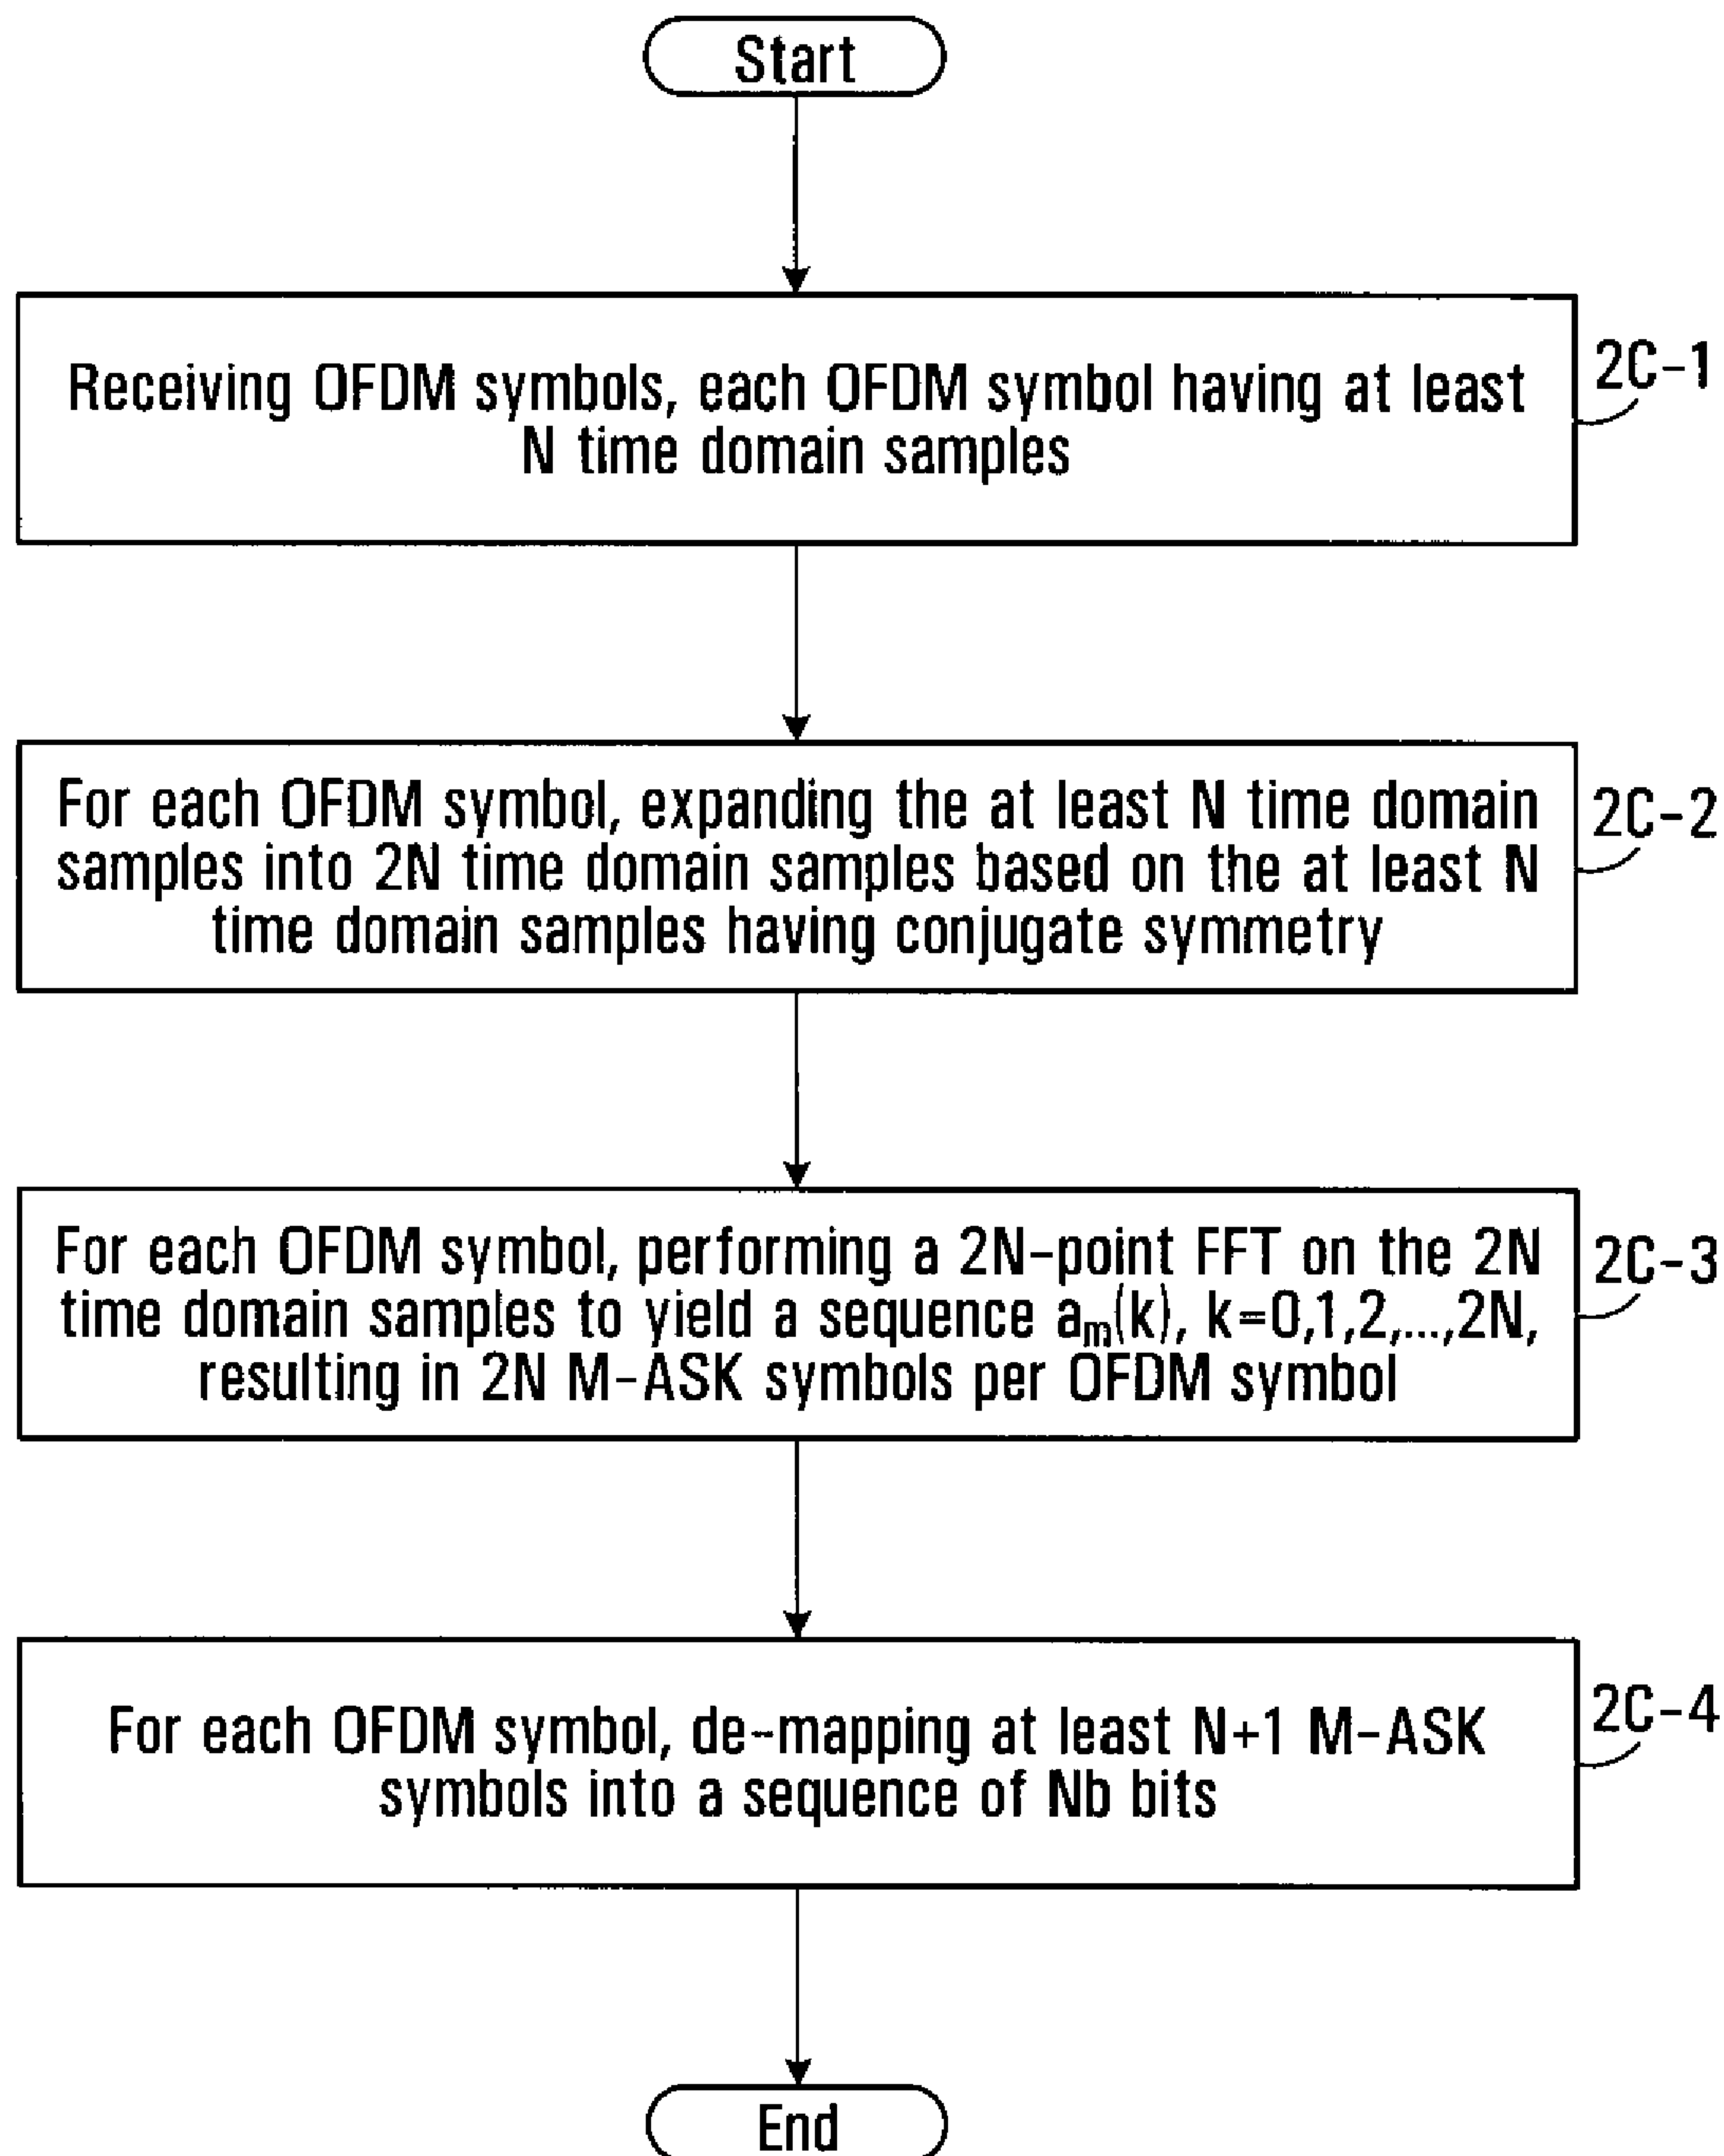 Start
Receiving OFDM symbols, each OFDM symbol having at least
N time domain samples
2C-1
For each OFDM symbol, expanding the at least N time domain
samples into 2N time domain samples based on the at least N
time domain samples having conjugate symmetry
2C-2
For each OFDM symbol, performing a 2N-point FFT on the 2N
time domain samples to yield a sequence aₘ(k), k=0,1,2,...,2N,
resulting in 2N M-ASK symbols per OFDM symbol
2C-3
For each OFDM symbol, de-mapping at least N+1 M-ASK
symbols into a sequence of Nb bits
2C-4
End